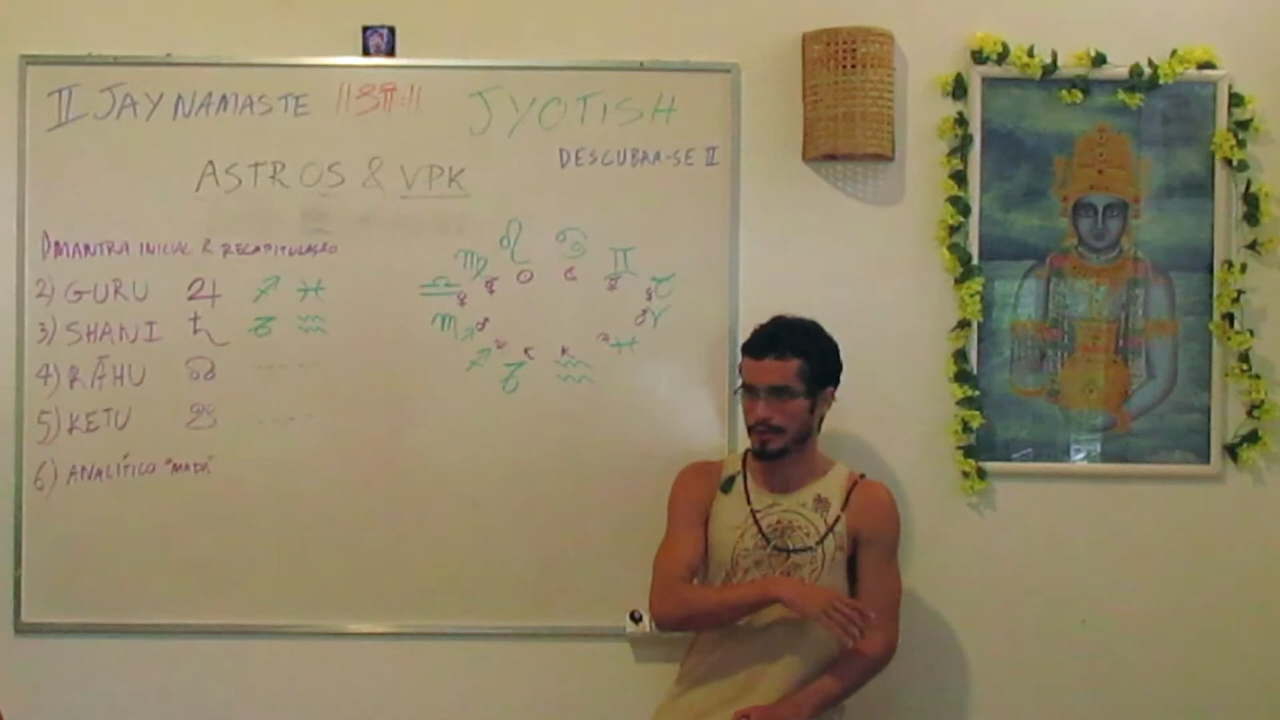 II JAY NAMASTE ||ॐ|| JYOTISH
DESCUBRA-SE II
ASTROS & VPK
1) MANTRA INICIAL & RECAPITULAÇÃO
2) GURU ♃ ♐ ♓
3) SHANI ♄ ♑ ♒
4) RĀHU ☊ ----
5) KETU ☋ ----
6) ANALÍTICO "MAPA"
♎ ♍ ♌ ♋ ♊ ♉
♀ ☿ ☉ ☾ ☿ ♀
♏ ♂ ♂ ♈
♐ ♃ ♑ ♄ ♄ ♒ ♃ ♓